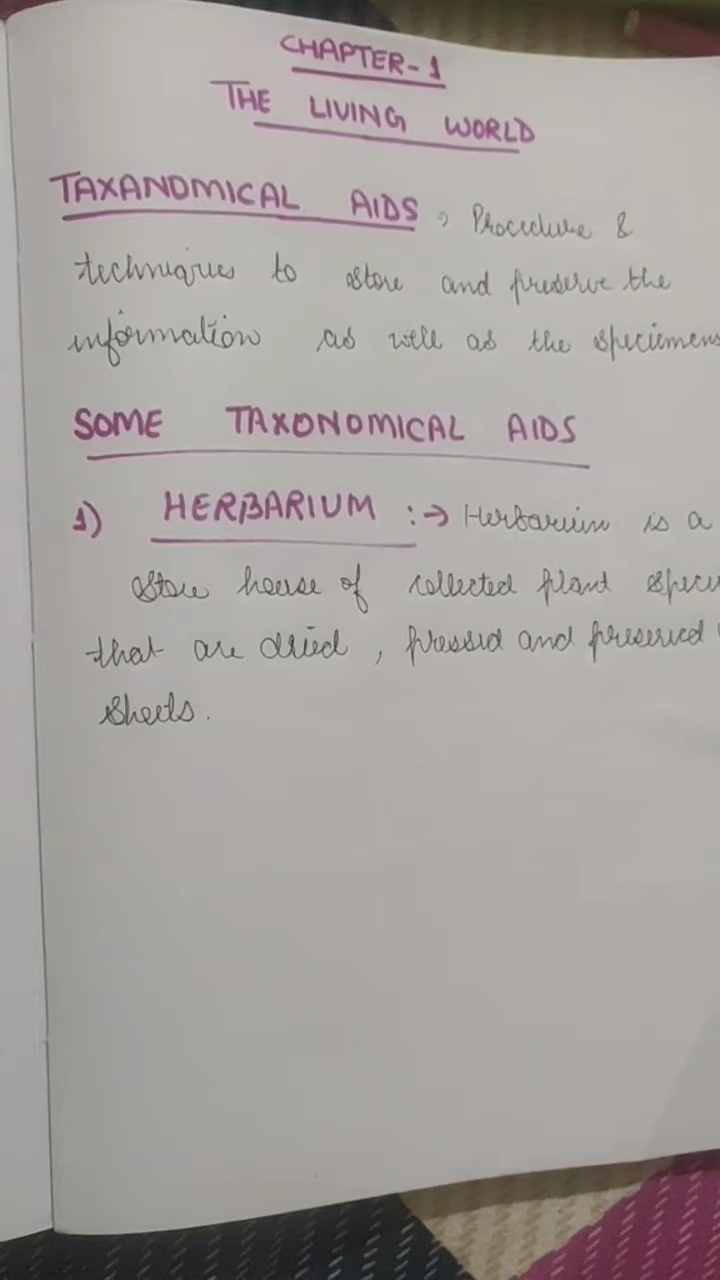 CHAPTER-1
THE LIVING WORLD
TAXANOMICAL AIDS, Procedure &
techniques to store and preserve the
information as well as the specimens
SOME TAXONOMICAL AIDS
1) HERBARIUM :→ Herbarium is a
store house of collected plant
that are dried, pressed and preserved
sheets.